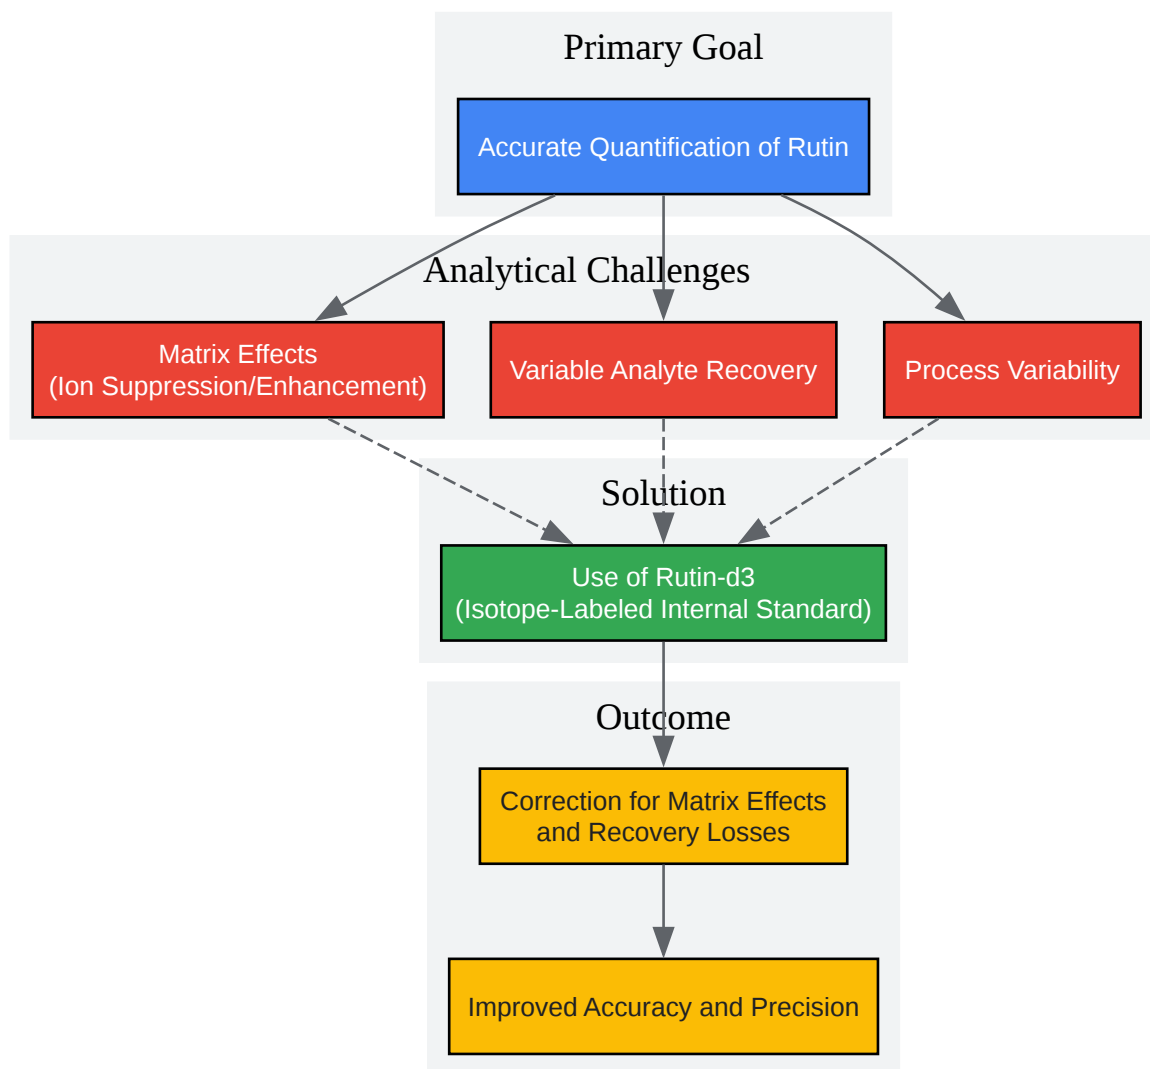 Primary Goal
Accurate Quantification of Rutin
Analytical Challenges
Matrix Effects
(Ion Suppression/Enhancement)
Variable Analyte Recovery
Process Variability
Solution
Use of Rutin-d3
(Isotope-Labeled Internal Standard)
Outcome
Correction for Matrix Effects
and Recovery Losses
Improved Accuracy and Precision